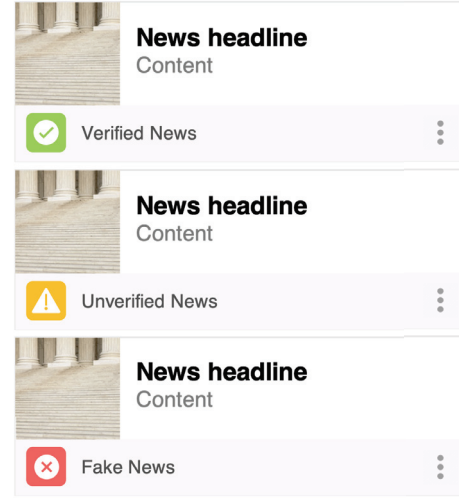 News headline
Content
Verified News
News headline
Content
Unverified News
News headline
Content
Fake News